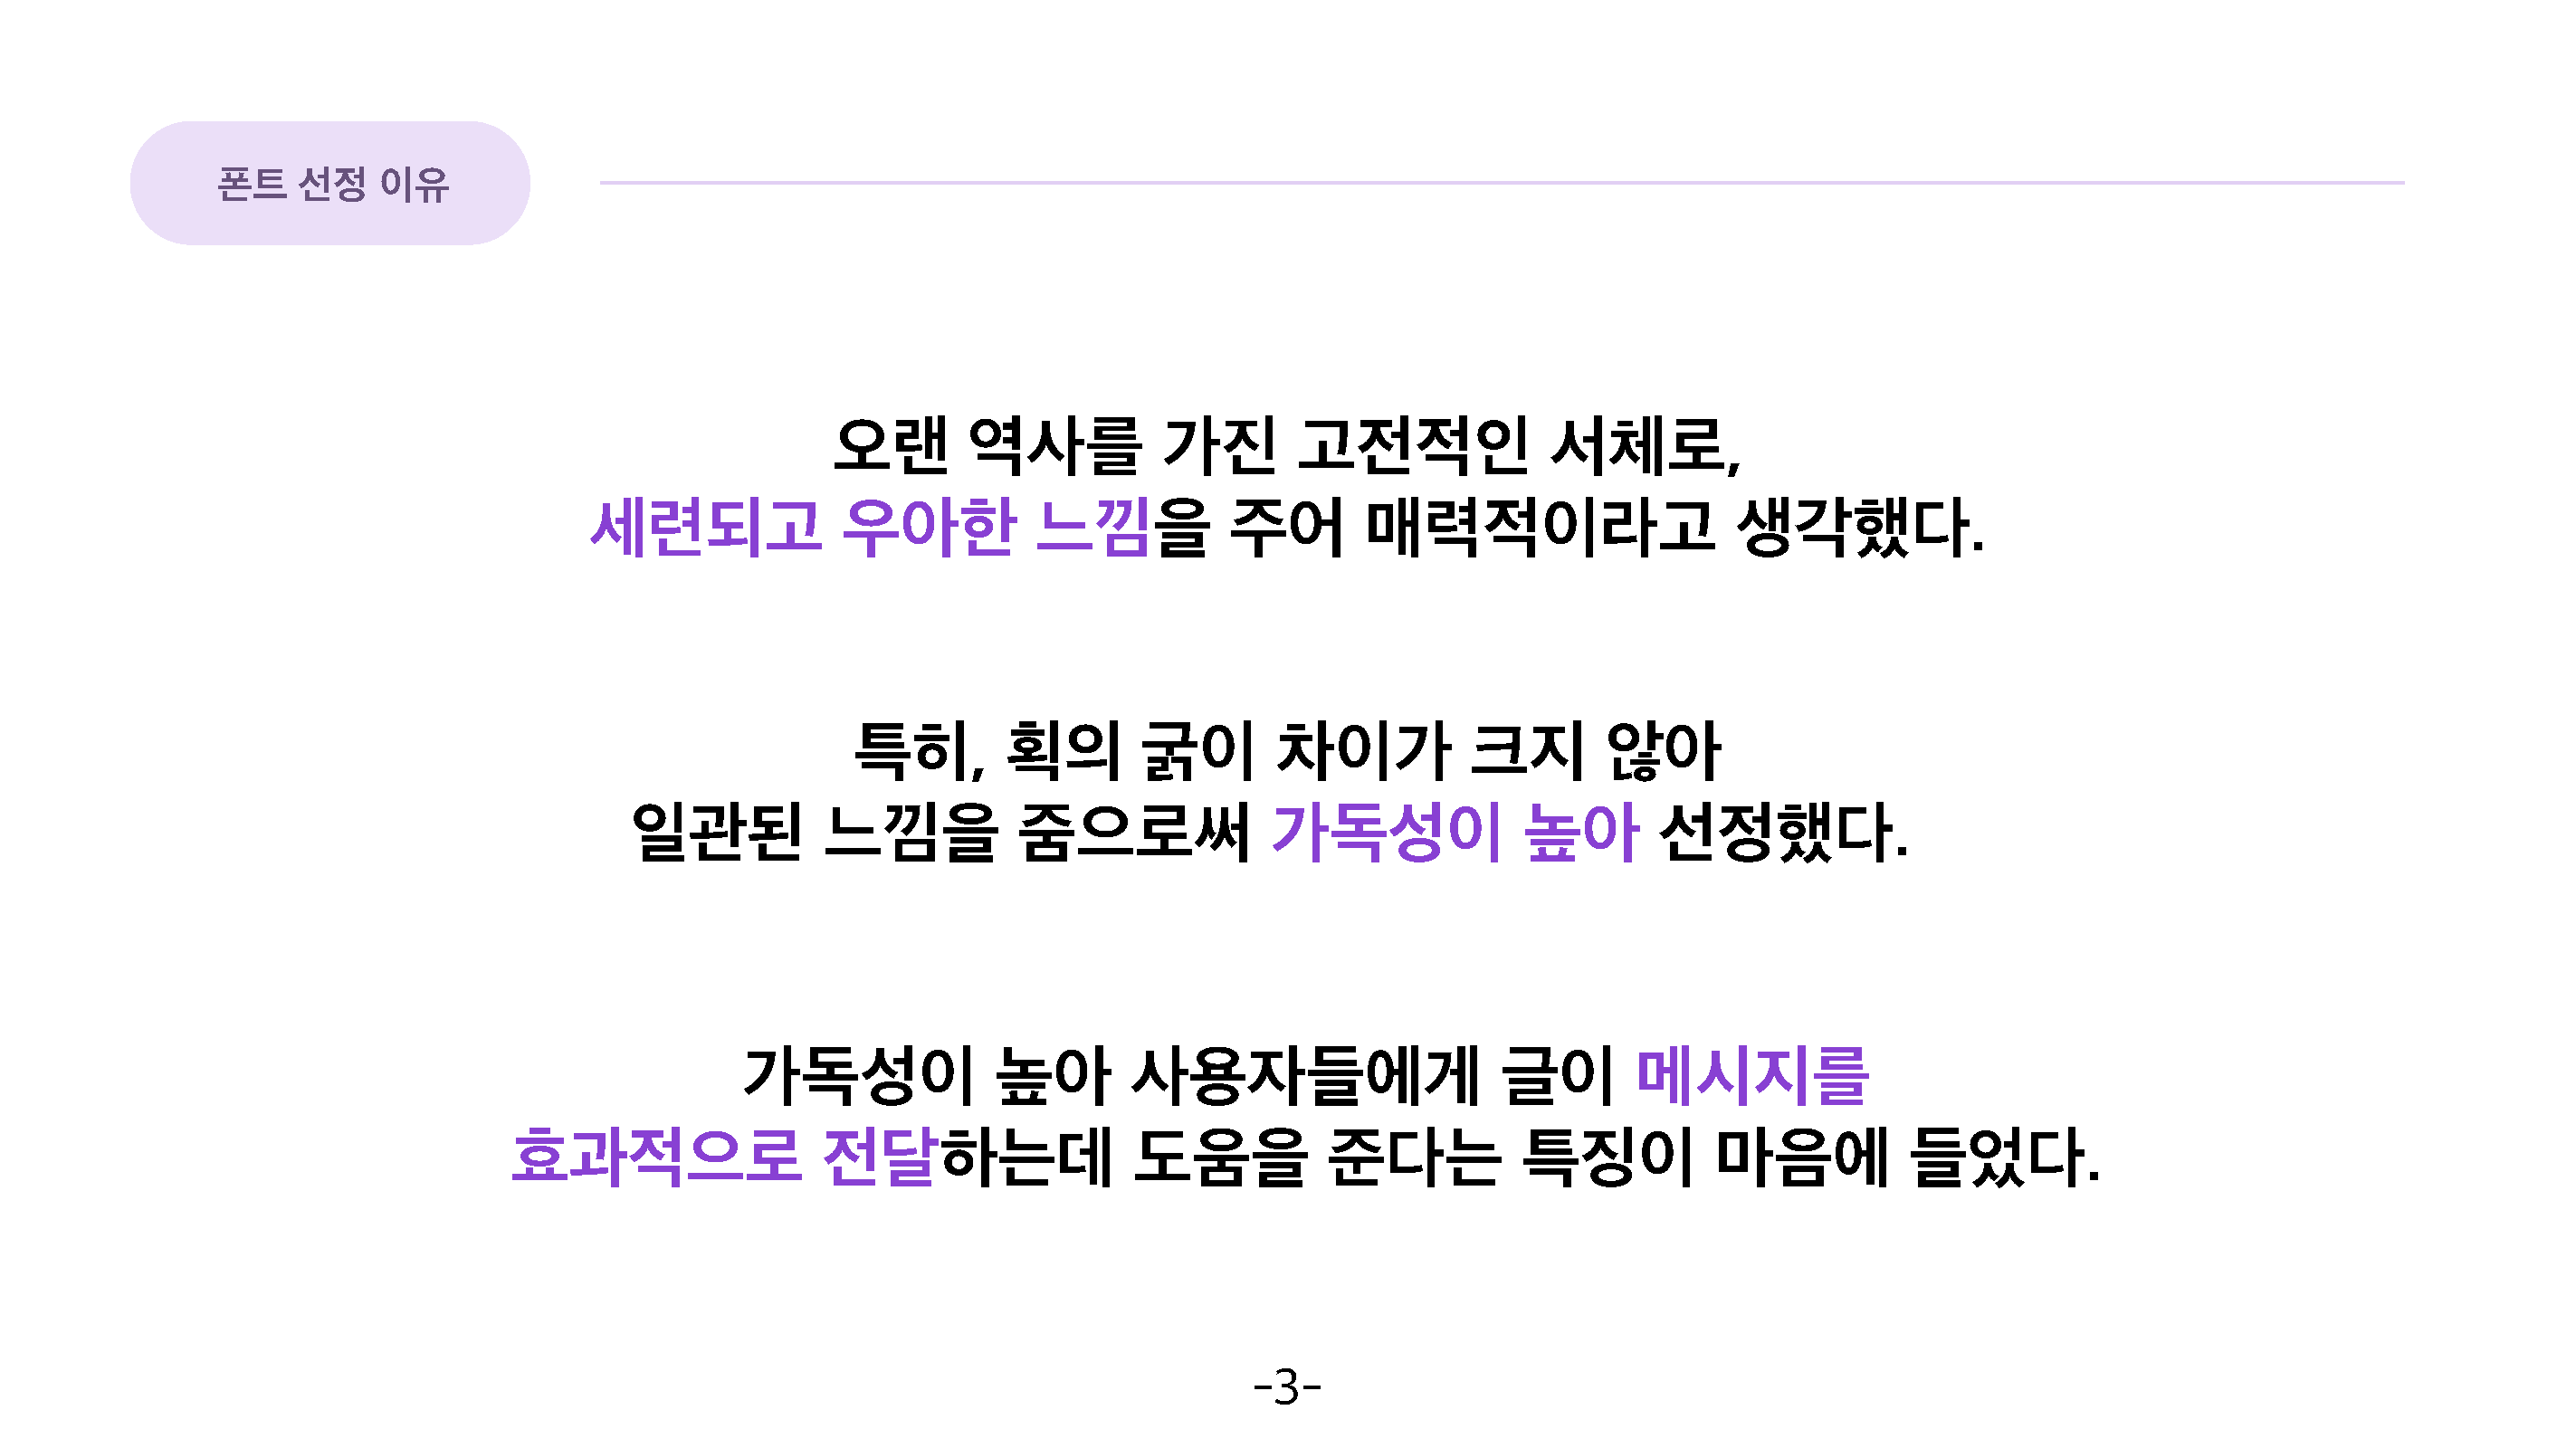 폰트 선정 이유
오랜 역사를 가진 고전적인 서체로,
세련되고 우아한 느낌을 주어 매력적이라고 생각했다.
특히, 획의 굵이 차이가 크지 않아
일관된 느낌을 줌으로써 가독성이 높아 선정했다.
가독성이 높아 사용자들에게 글이 메시지를
효과적으로 전달하는데 도움을 준다는 특징이 마음에 들었다.
-3-